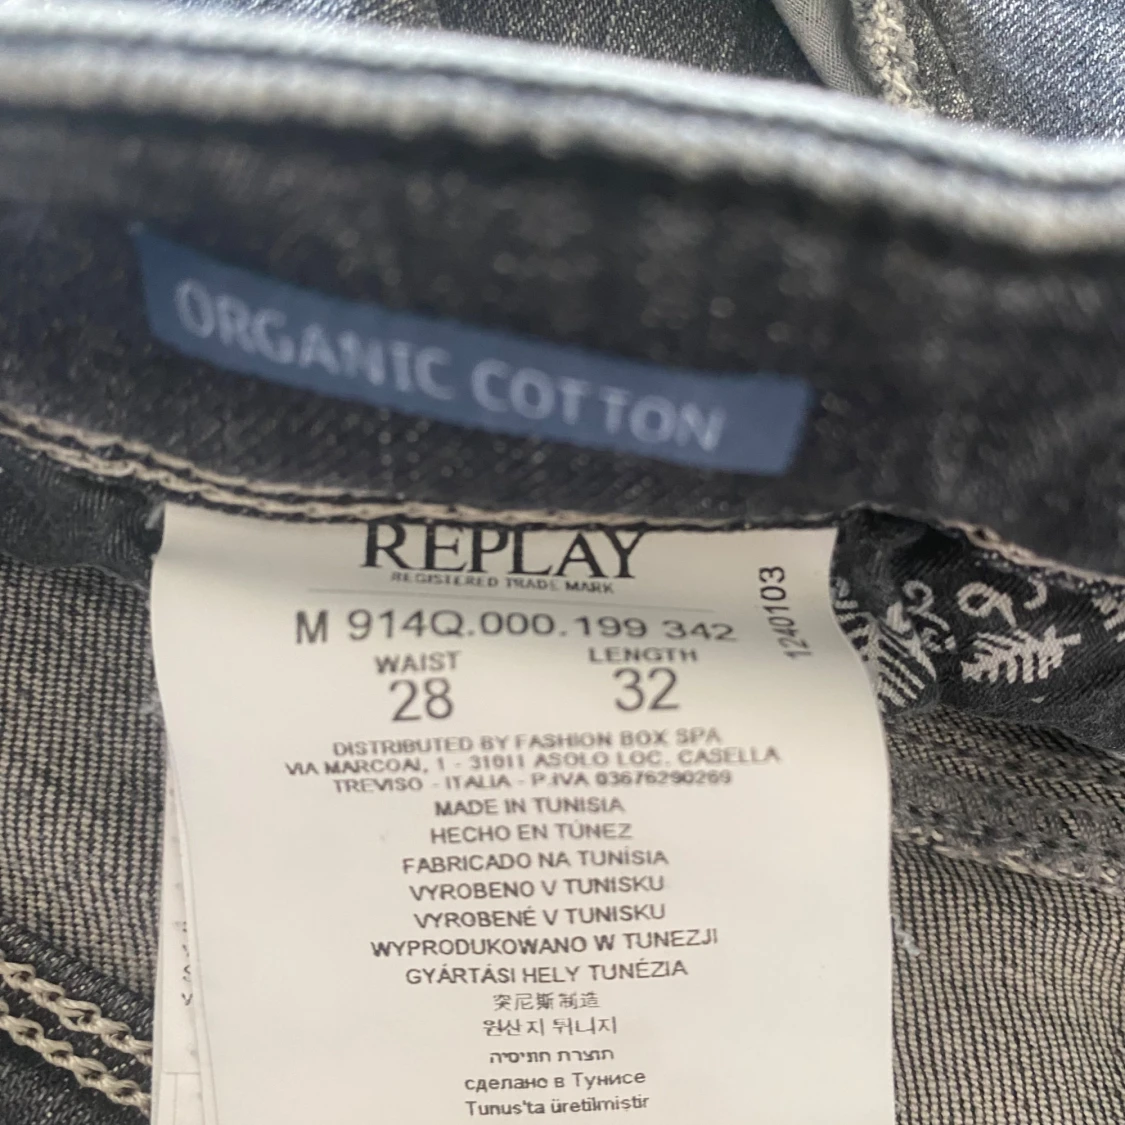 ORGANIC COTTON
REPLAY
REGISTERED TRADE MARK
1240103
M 914Q.000.199 342
WAIST LENGTH
28 32
DISTRIBUTED BY FASHION BOX SPA
VIA MARCOAI, 1 - 31011 ASOLO LOC. CASELLA
TREVISO - ITALIA - P.IVA 03676290269
MADE IN TUNISIA
HECHO EN TÚNEZ
FABRICADO NA TUNÍSIA
VYROBENO V TUNISKU
VYROBENÉ V TUNISKU
WYPRODUKOWANO W TUNEZJI
GYÁRTÁSI HELY TUNÉZIA
突尼斯制造
원산지 튀니지
תוצרת תוניסיה
сделано в Тунисе
Tunus'ta üretilmiştir